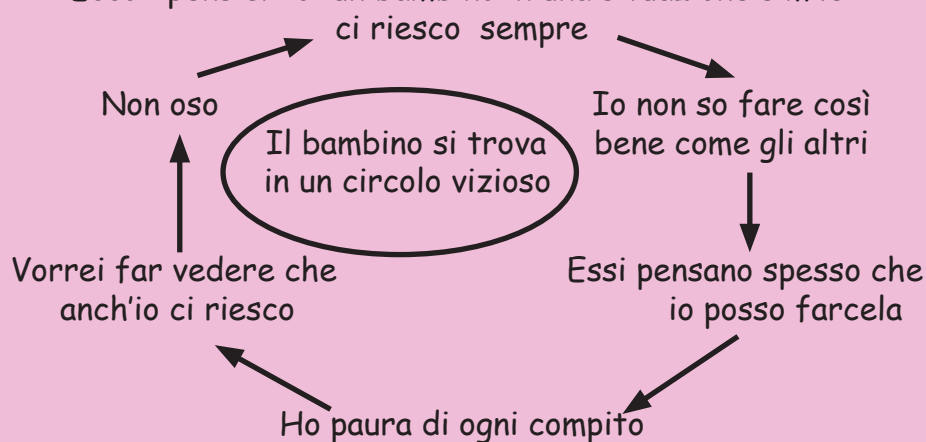 ci riesco sempre
Non oso
Io non so fare così
bene come gli altri
Il bambino si trova
in un circolo vizioso
Vorrei far vedere che
anch'io ci riesco
Essi pensano spesso che
io posso farcela
Ho paura di ogni compito